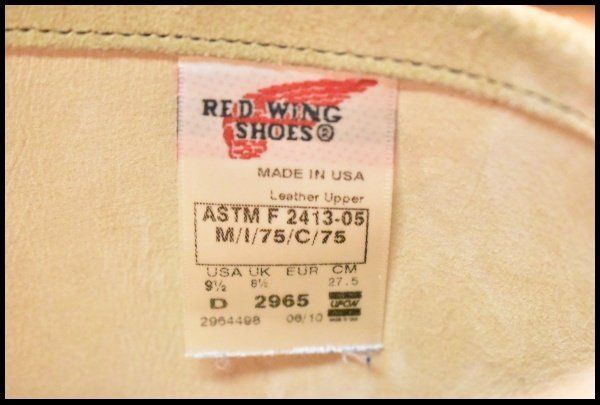 RED WING
SHOES®
MADE IN USA
Leather Upper
ASTM F 2413-05
M/I/75/C/75
USA UK EUR CM
9½ 8½ 27.5
D 2965
2964498 06/10